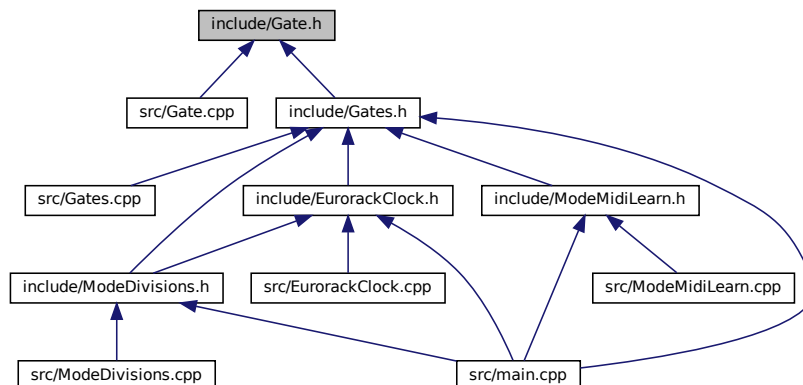 include/Gate.h
src/Gate.cpp
include/Gates.h
src/Gates.cpp
include/EurorackClock.h
include/ModeMidiLearn.h
include/ModeDivisions.h
src/EurorackClock.cpp
src/ModeMidiLearn.cpp
src/ModeDivisions.cpp
src/main.cpp